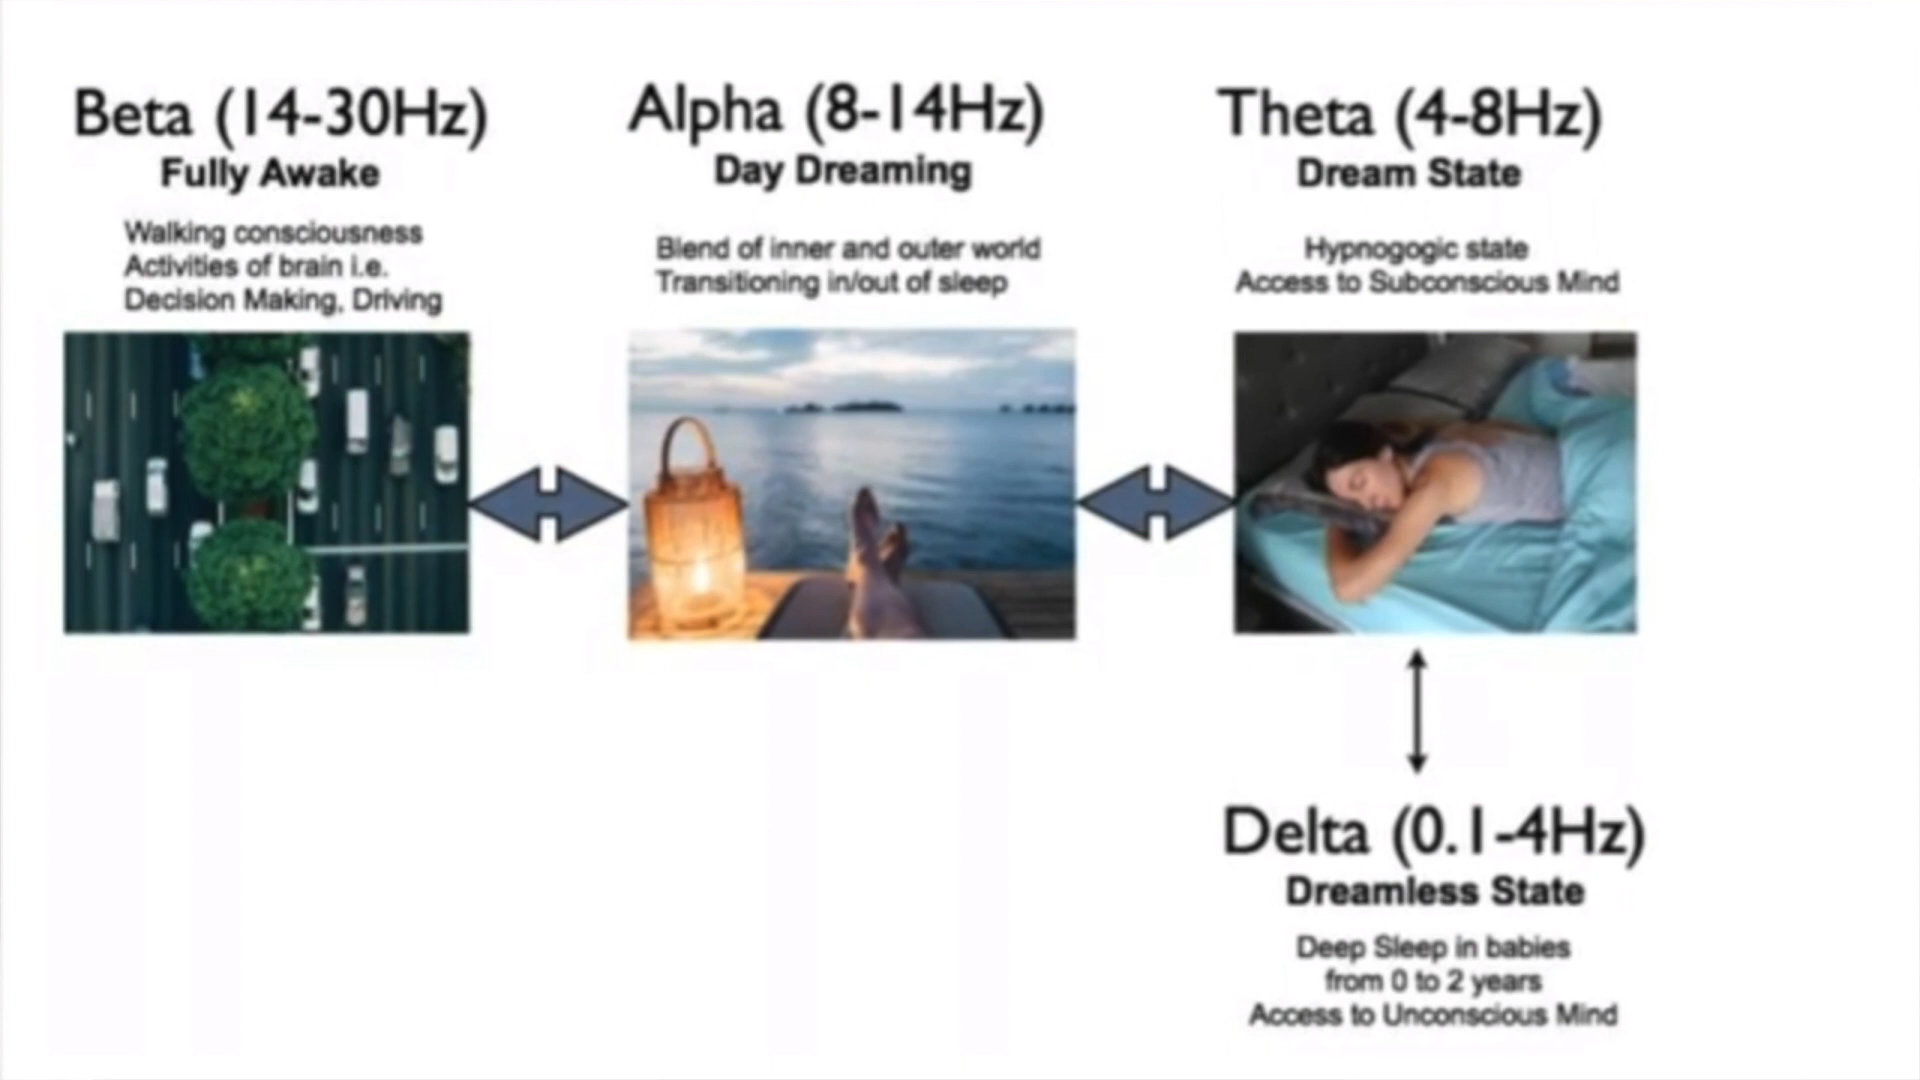 Beta (14-30Hz)
Fully Awake
Walking consciousness
Activities of brain i.e.
Decision Making, Driving
Alpha (8-14Hz)
Day Dreaming
Blend of inner and outer world
Transitioning in/out of sleep
Theta (4-8Hz)
Dream State
Hypnogogic state
Access to Subconscious Mind
Delta (0.1-4Hz)
Dreamless State
Deep Sleep in babies
from 0 to 2 years
Access to Unconscious Mind